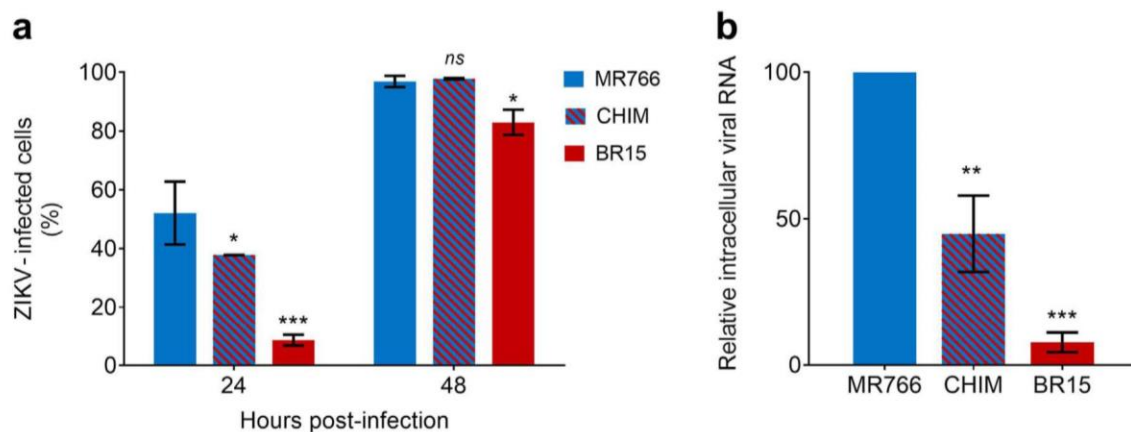 a
ZIKV-infected cells
(%)
100
80
60
40
20
0
*
***
ns
*
24
48
Hours post-infection
MR766
CHIM
BR15
b
Relative intracellular viral RNA
100
50
0
**
***
MR766
CHIM
BR15